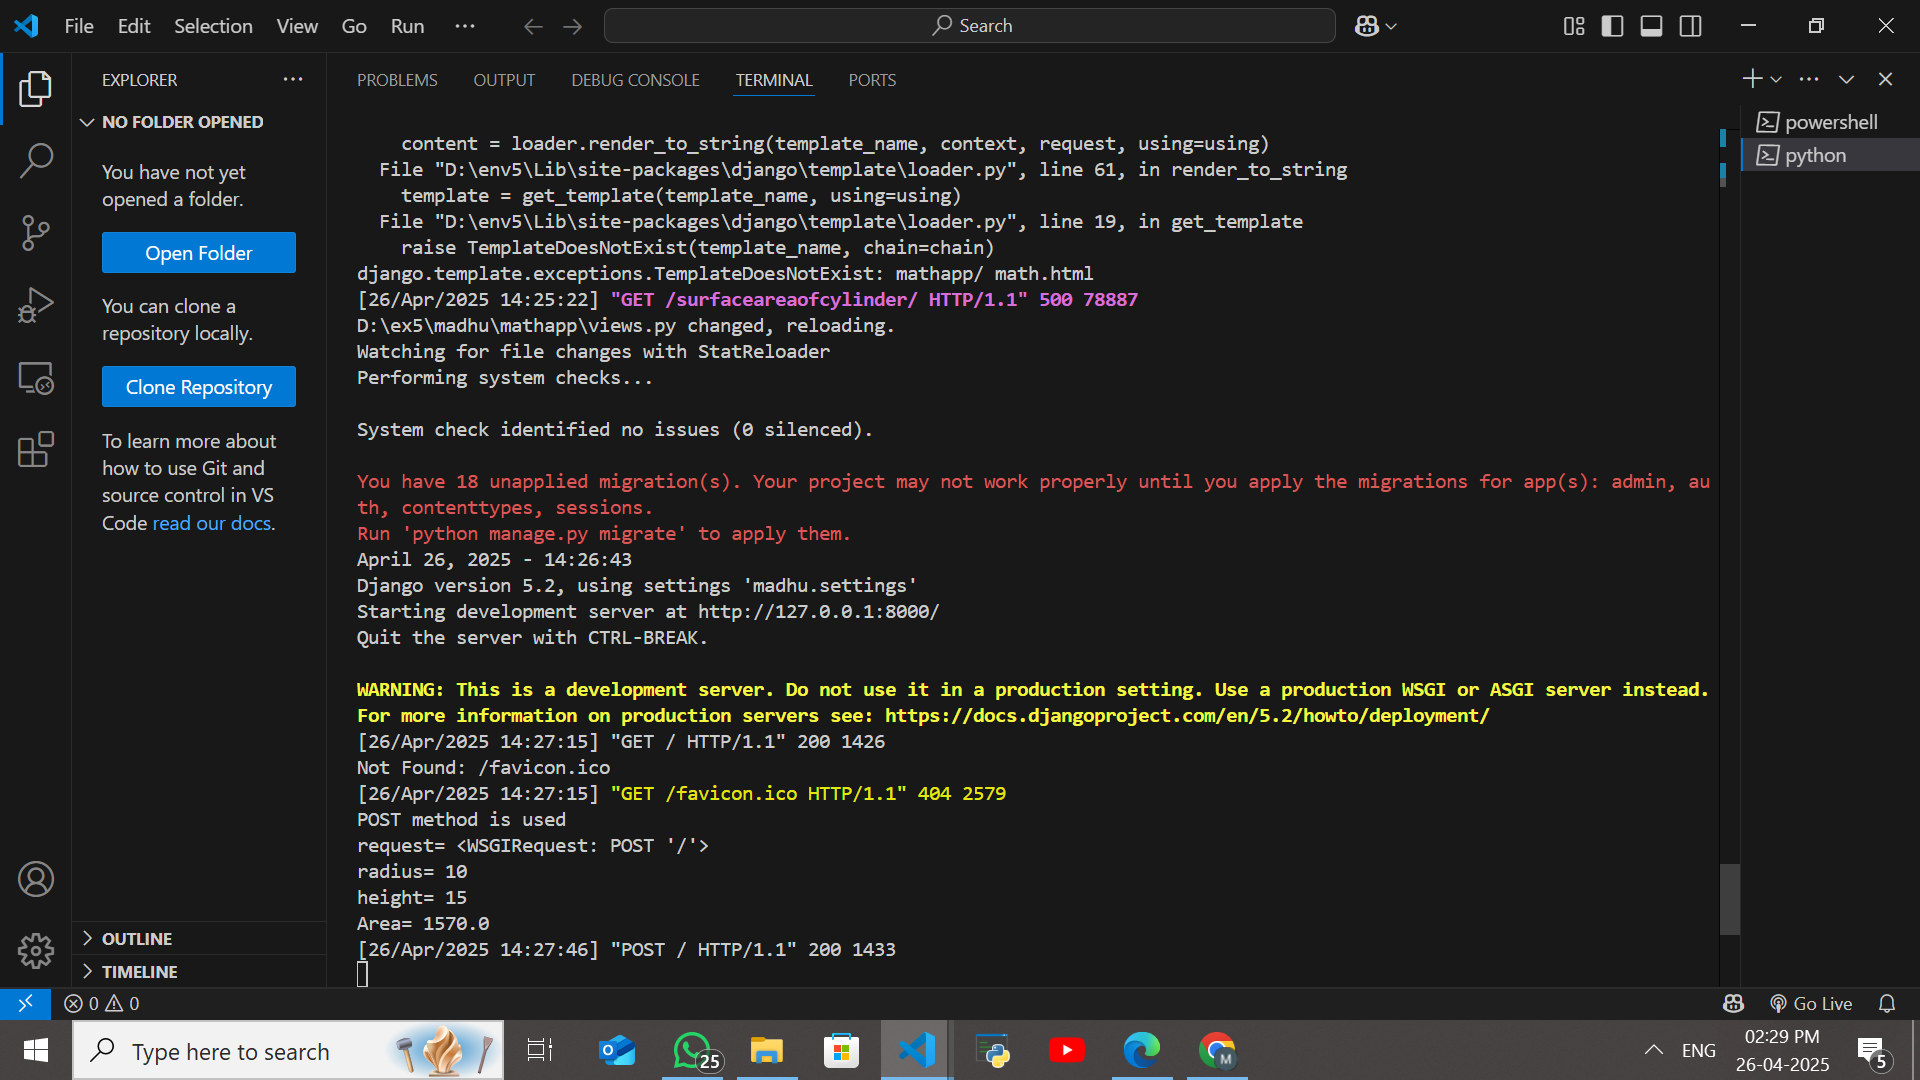 File Edit Selection View Go Run ...
Search
EXPLORER
NO FOLDER OPENED
You have not yet
opened a folder.
Open Folder
You can clone a
repository locally.
Clone Repository
To learn more about
how to use Git and
source control in VS
Code read our docs.
OUTLINE
TIMELINE
PROBLEMS OUTPUT DEBUG CONSOLE TERMINAL PORTS
content = loader.render_to_string(template_name, context, request, using=using)
File "D:\env5\Lib\site-packages\django\template\loader.py", line 61, in render_to_string
template = get_template(template_name, using=using)
File "D:\env5\Lib\site-packages\django\template\loader.py", line 19, in get_template
raise TemplateDoesNotExist(template_name, chain=chain)
django.template.exceptions.TemplateDoesNotExist: mathapp/ math.html
[26/Apr/2025 14:25:22] "GET /surfaceareaofcylinder/ HTTP/1.1" 500 78887
D:\ex5\madhu\mathapp\views.py changed, reloading.
Watching for file changes with StatReloader
Performing system checks...
System check identified no issues (0 silenced).
You have 18 unapplied migration(s). Your project may not work properly until you apply the migrations for app(s): admin, au
th, contenttypes, sessions.
Run 'python manage.py migrate' to apply them.
April 26, 2025 - 14:26:43
Django version 5.2, using settings 'madhu.settings'
Starting development server at http://127.0.0.1:8000/
Quit the server with CTRL-BREAK.
WARNING: This is a development server. Do not use it in a production setting. Use a production WSGI or ASGI server instead.
For more information on production servers see: https://docs.djangoproject.com/en/5.2/howto/deployment/
[26/Apr/2025 14:27:15] "GET / HTTP/1.1" 200 1426
Not Found: /favicon.ico
[26/Apr/2025 14:27:15] "GET /favicon.ico HTTP/1.1" 404 2579
POST method is used
request= <WSGIRequest: POST '/'>
radius= 10
height= 15
Area= 1570.0
[26/Apr/2025 14:27:46] "POST / HTTP/1.1" 200 1433
powershell
python
0 0
Go Live
Type here to search
25
M
ENG
02:29 PM
26-04-2025
5